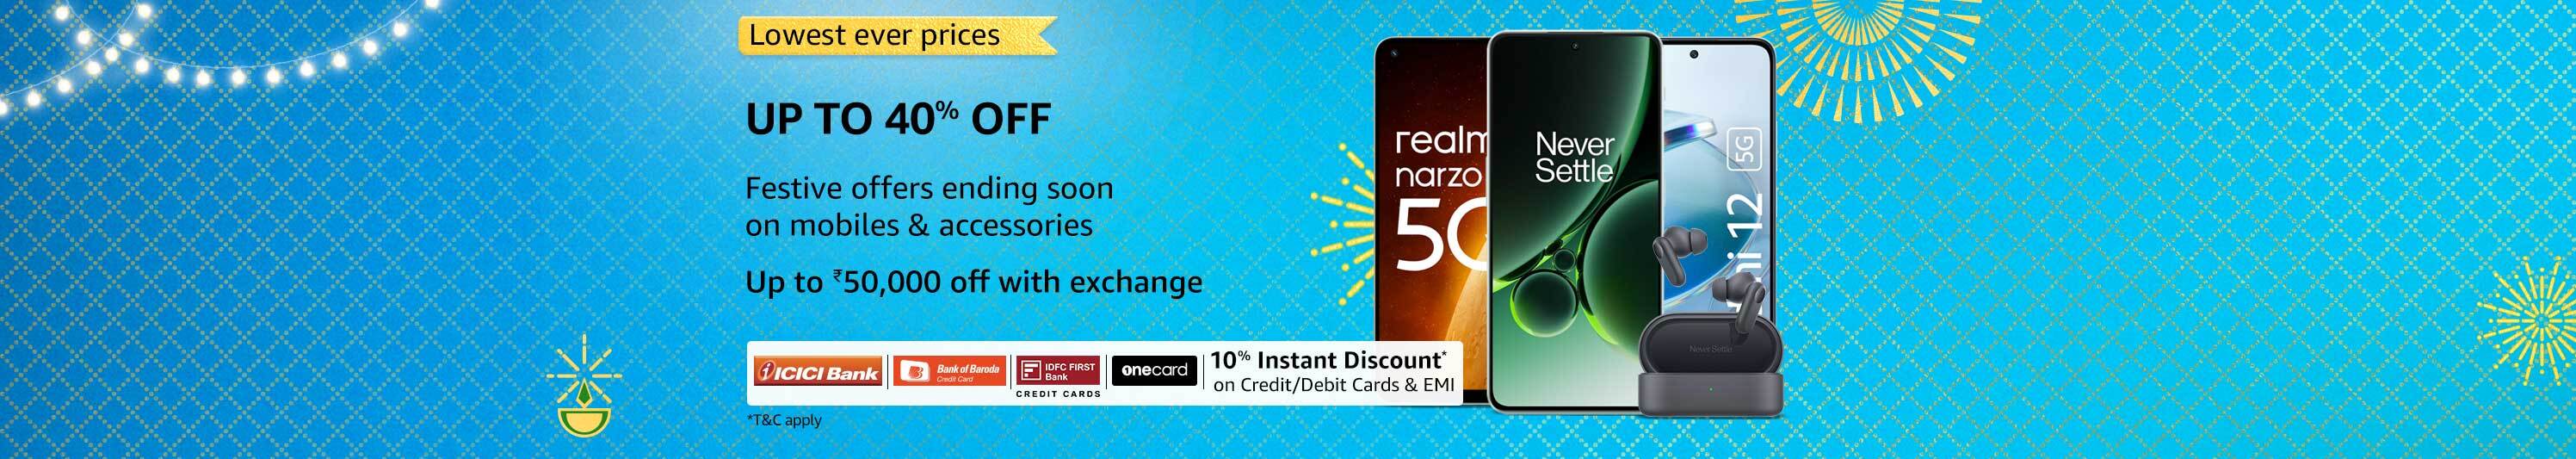 Lowest ever prices
UP TO 40% OFF
Festive offers ending soon
on mobiles & accessories
Up to ₹50,000 off with exchange
ICICI Bank
Bank of Baroda
Credit Card
IDFC FIRST
Bank
CREDIT CARDS
onecard
10% Instant Discount*
on Credit/Debit Cards & EMI
*T&C apply
realm
narzo
5G
Never
Settle
12 5G
Never Settle